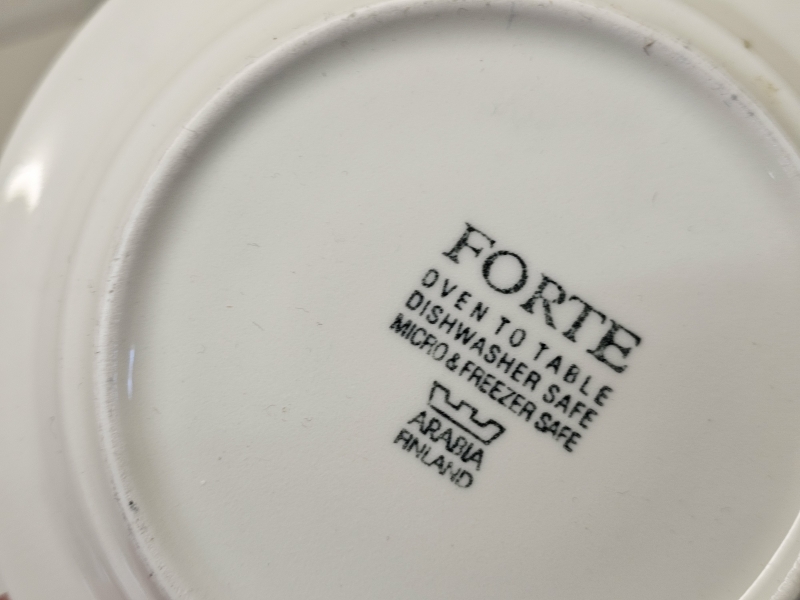 FORTE
OVEN TO TABLE
DISHWASHER SAFE
MICRO & FREEZER SAFE
ARABIA
FINLAND